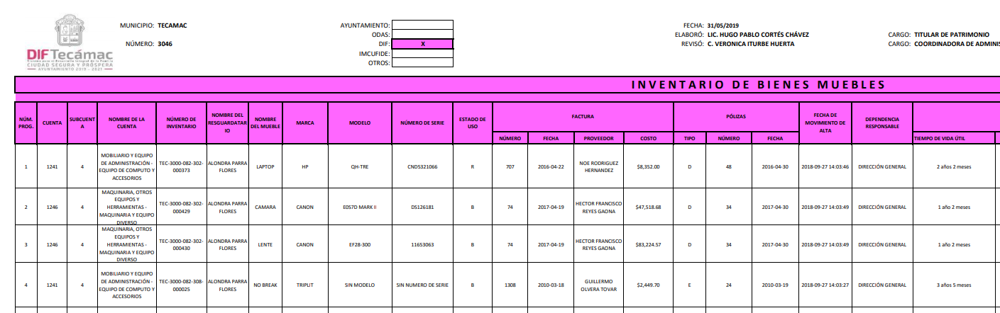 DIF Tecámac
Sistema para el Desarrollo Integral de la Familia
CIUDAD SEGURA Y PRÓSPERA
AYUNTAMIENTO 2019 - 2021
MUNICIPIO: TECAMAC
NÚMERO: 3046
AYUNTAMIENTO:
ODAS:
DIF: X
IMCUFIDE:
OTROS:
FECHA: 31/05/2019
ELABORÓ: LIC. HUGO PABLO CORTÉS CHÁVEZ
REVISÓ: C. VERONICA ITURBE HUERTA
CARGO: TITULAR DE PATRIMONIO
CARGO: COORDINADORA DE ADMINIS
INVENTARIO DE BIENES MUEBLES
NÚM.
PROG.
CUENTA
SUBCUENT
A
NOMBRE DE LA
CUENTA
NÚMERO DE
INVENTARIO
NOMBRE DEL
RESGUARDATAR
IO
NOMBRE
DEL MUEBLE
MARCA
MODELO
NÚMERO DE SERIE
ESTADO DE
USO
FACTURA
NÚMERO
FECHA
PROVEEDOR
COSTO
PÓLIZAS
TIPO
NÚMERO
FECHA
FECHA DE
MOVIMIENTO DE
ALTA
DEPENDENCIA
RESPONSABLE
TIEMPO DE VIDA ÚTIL
1
1241
4
MOBILIARIO Y EQUIPO
DE ADMINISTRACIÓN -
EQUIPO DE COMPUTO Y
ACCESORIOS
TEC-3000-082-302-
000373
ALONDRA PARRA
FLORES
LAPTOP
HP
QH-TRE
CND5321066
R
707
2016-04-22
NOE RODRIGUEZ
HERNANDEZ
$8,352.00
D
48
2016-04-30
2018-09-27 14:03:46
DIRECCIÓN GENERAL
2 años 2 meses
2
1246
4
MAQUINARIA, OTROS
EQUIPOS Y
HERRAMIENTAS -
MAQUINARIA Y EQUIPO
DIVERSO
TEC-3000-082-302-
000429
ALONDRA PARRA
FLORES
CAMARA
CANON
E0S7D MARK II
DS126181
B
74
2017-04-19
HECTOR FRANCISCO
REYES GAONA
$47,518.68
D
34
2017-04-30
2018-09-27 14:03:49
DIRECCIÓN GENERAL
1 año 2 meses
3
1246
4
MAQUINARIA, OTROS
EQUIPOS Y
HERRAMIENTAS -
MAQUINARIA Y EQUIPO
DIVERSO
TEC-3000-082-302-
000430
ALONDRA PARRA
FLORES
LENTE
CANON
EF28-300
11653063
B
74
2017-04-19
HECTOR FRANCISCO
REYES GAONA
$83,224.57
D
34
2017-04-30
2018-09-27 14:03:49
DIRECCIÓN GENERAL
1 año 2 meses
4
1241
4
MOBILIARIO Y EQUIPO
DE ADMINISTRACIÓN -
EQUIPO DE COMPUTO Y
ACCESORIOS
TEC-3000-082-308-
000025
ALONDRA PARRA
FLORES
NO BREAK
TRIPLIT
SIN MODELO
SIN NUMERO DE SERIE
B
1308
2010-03-18
GUILLERMO
OLVERA TOVAR
$2,449.70
E
24
2010-03-19
2018-09-27 14:03:27
DIRECCIÓN GENERAL
3 años 5 meses